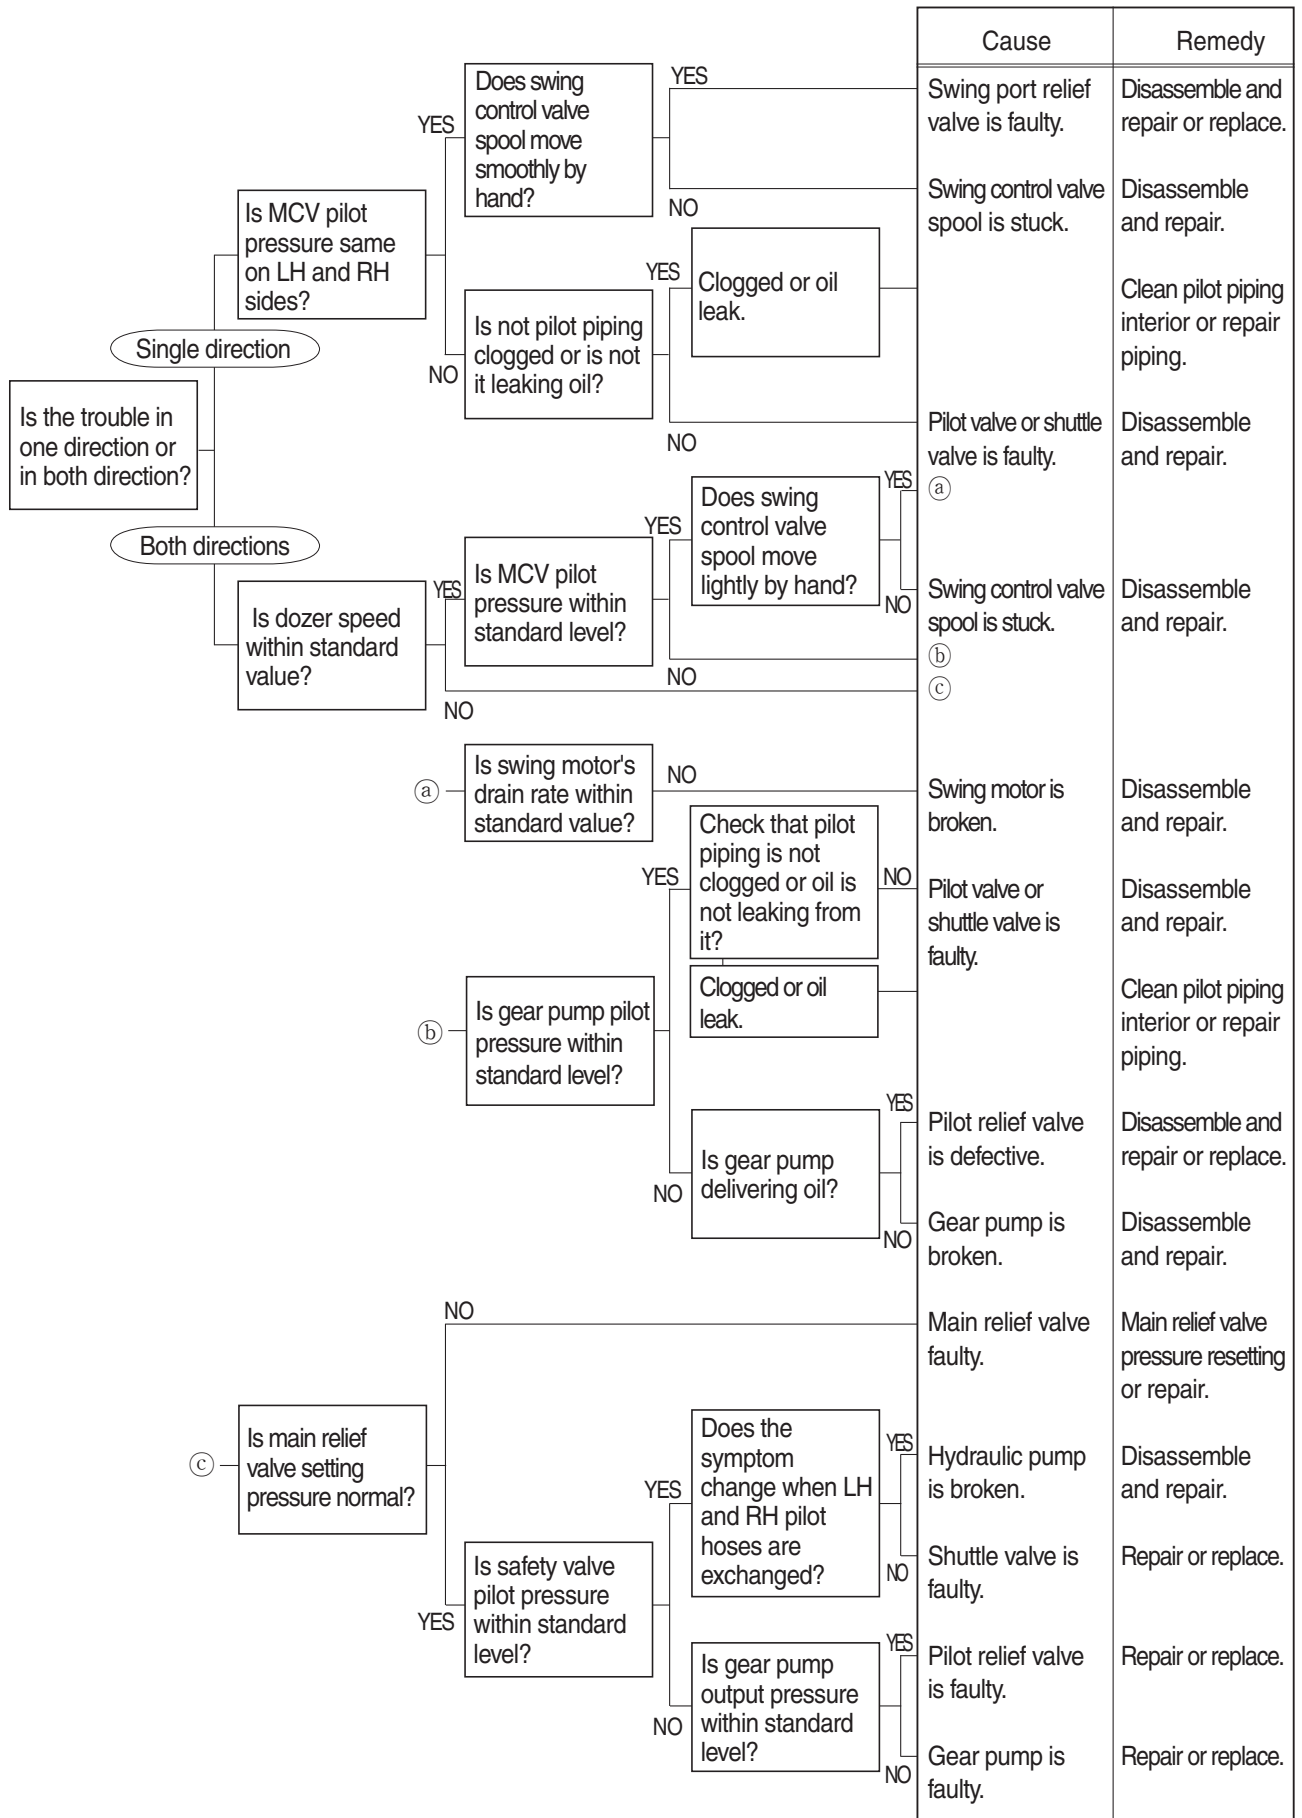 Cause
Remedy
YES
Does swing
control valve
spool move
smoothly by
hand?
YES
Swing port relief
valve is faulty.
Disassemble and
repair or replace.
NO
Swing control valve
spool is stuck.
Disassemble
and repair.
Is MCV pilot
pressure same
on LH and RH
sides?
YES
Clogged or oil
leak.
Clean pilot piping
interior or repair
piping.
Is not pilot piping
clogged or is not
it leaking oil?
NO
Single direction
NO
Pilot valve or shuttle
valve is faulty.
Disassemble
and repair.
Is the trouble in
one direction or
in both direction?
Both directions
YES
ⓐ
Does swing
control valve
spool move
lightly by hand?
YES
Is MCV pilot
pressure within
standard level?
YES
NO
Swing control valve
spool is stuck.
Disassemble
and repair.
Is dozer speed
within standard
value?
NO
ⓑ
ⓒ
NO
ⓐ
Is swing motor's
drain rate within
standard value?
NO
Swing motor is
broken.
Disassemble
and repair.
Check that pilot
piping is not
clogged or oil is
not leaking from
it?
YES
NO
Pilot valve or
shuttle valve is
faulty.
Disassemble
and repair.
Clogged or oil
leak.
Clean pilot piping
interior or repair
piping.
ⓑ
Is gear pump pilot
pressure within
standard level?
YES
Pilot relief valve
is defective.
Disassemble and
repair or replace.
Is gear pump
delivering oil?
NO
NO
Gear pump is
broken.
Disassemble
and repair.
NO
Main relief valve
faulty.
Main relief valve
pressure resetting
or repair.
ⓒ
Is main relief
valve setting
pressure normal?
Does the
symptom
change when LH
and RH pilot
hoses are
exchanged?
YES
YES
Hydraulic pump
is broken.
Disassemble
and repair.
NO
Shuttle valve is
faulty.
Repair or replace.
YES
Is safety valve
pilot pressure
within standard
level?
YES
Pilot relief valve
is faulty.
Repair or replace.
Is gear pump
output pressure
within standard
level?
NO
NO
Gear pump is
faulty.
Repair or replace.